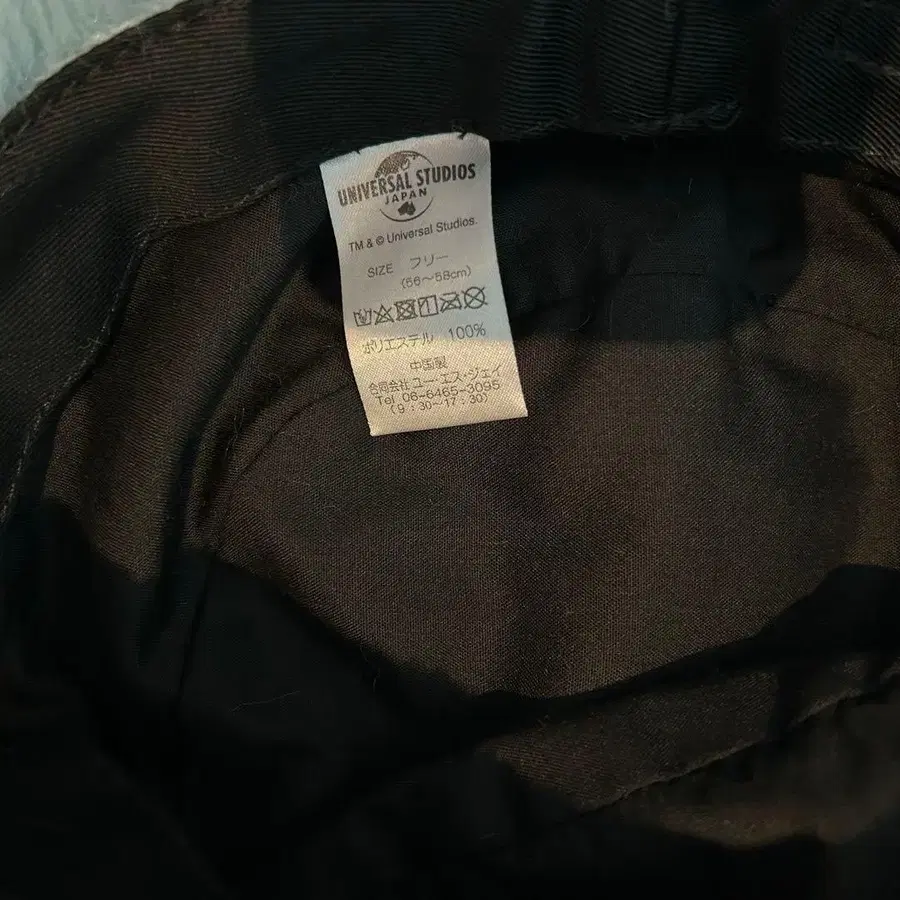 UNIVERSAL STUDIOS
JAPAN
TM & © Universal Studios.
SIZE フリー
(56～58cm)
ポリエステル 100%
中国製
合同会社 ユー・エス・ジェイ
Tel 06-6465-3095
(9：30～17：30)